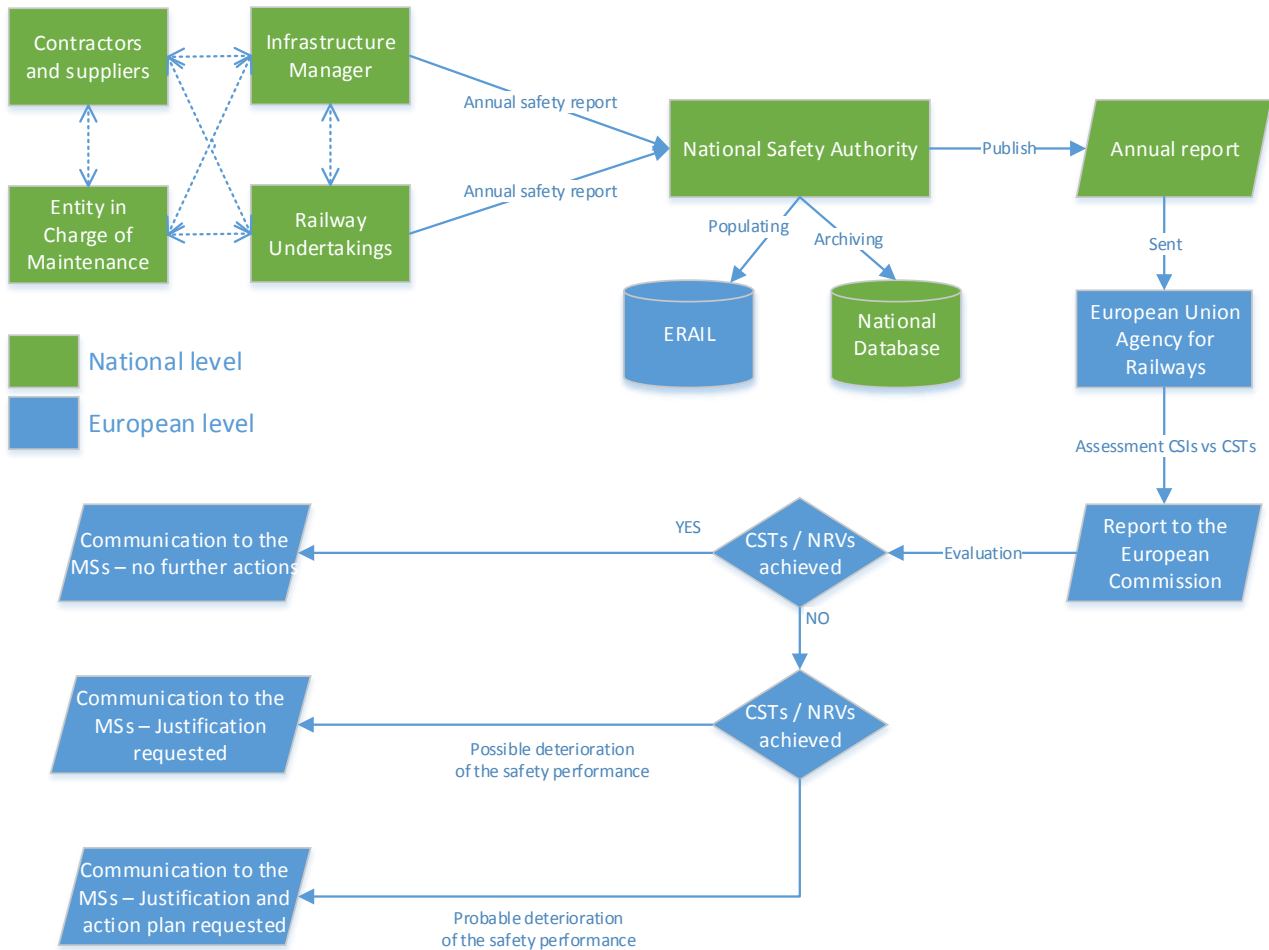 Contractors
and suppliers
Infrastructure
Manager
Annual safety report
National Safety Authority
Publish
Annual report
Entity in
Charge of
Maintenance
Railway
Undertakings
Annual safety report
Populating
Archiving
Sent
ERAIL
National
Database
European Union
Agency for
Railways
National level
European level
Assessment CSIs vs CSTs
Communication to the
MSs – no further actions
YES
CSTs / NRVs
achieved
Evaluation
Report to the
European
Commission
NO
Communication to the
MSs – Justification
requested
CSTs / NRVs
achieved
Possible deterioration
of the safety performance
Communication to the
MSs – Justification and
action plan requested
Probable deterioration
of the safety performance